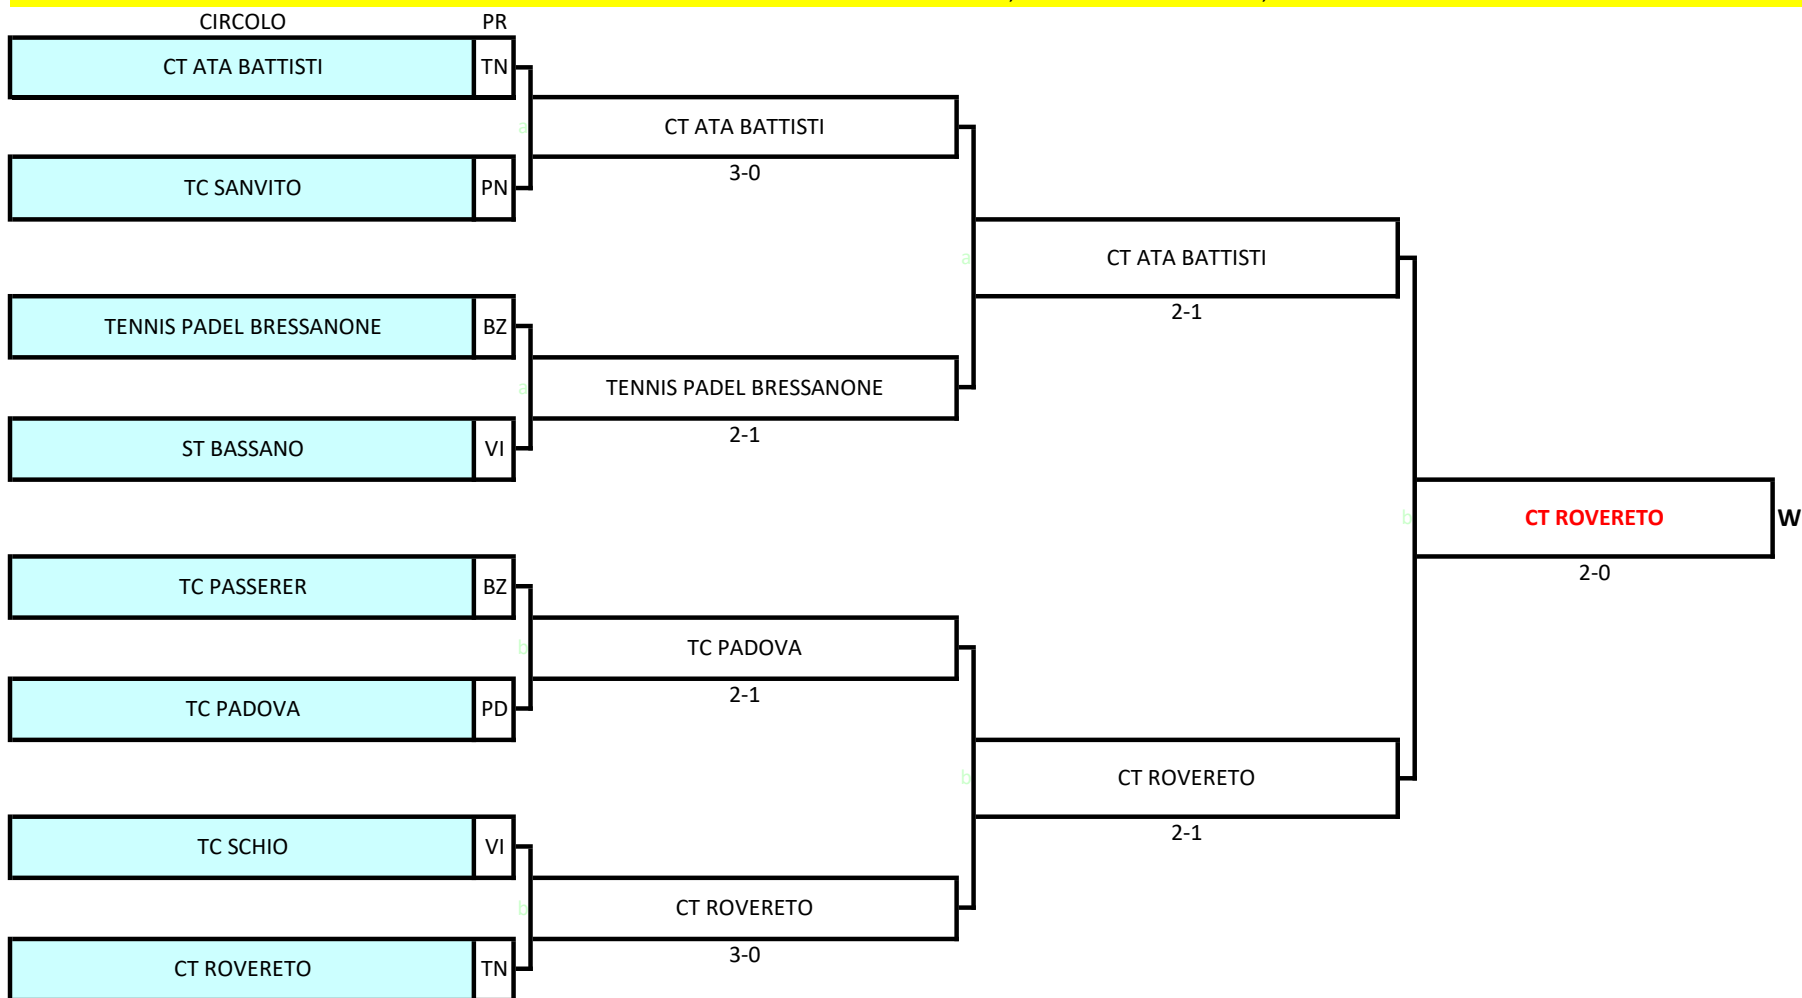 CIRCOLO PR
CT ATA BATTISTI TN
a CT ATA BATTISTI
3-0
TC SANVITO PN
a CT ATA BATTISTI
2-1
TENNIS PADEL BRESSANONE BZ
a TENNIS PADEL BRESSANONE
2-1
ST BASSANO VI
b CT ROVERETO W
2-0
TC PASSERER BZ
b TC PADOVA
2-1
TC PADOVA PD
b CT ROVERETO
2-1
TC SCHIO VI
b CT ROVERETO
3-0
CT ROVERETO TN